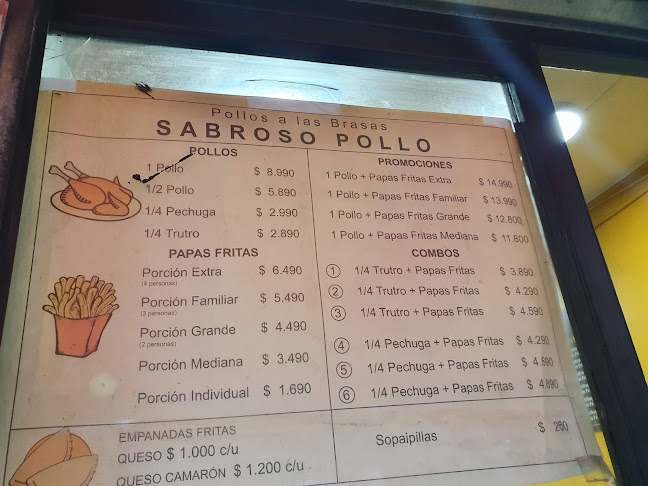 Pollos a las Brasas
SABROSO POLLO
POLLOS
1 Pollo $ 8.990
1/2 Pollo $ 5.890
1/4 Pechuga $ 2.990
1/4 Trutro $ 2.890
PAPAS FRITAS
Porción Extra $ 6.490
(4 personas)
Porción Familiar $ 5.490
(3 personas)
Porción Grande $ 4.490
(2 personas)
Porción Mediana $ 3.490
Porción Individual $ 1.690
EMPANADAS FRITAS
QUESO $ 1.000 c/u
QUESO CAMARÓN $ 1.200 c/u
PROMOCIONES
1 Pollo + Papas Fritas Extra $ 14.990
1 Pollo + Papas Fritas Familiar $ 13.990
1 Pollo + Papas Fritas Grande $ 12.800
1 Pollo + Papas Fritas Mediana $ 11.800
COMBOS
1 1/4 Trutro + Papas Fritas $ 3.890
2 1/4 Trutro + Papas Fritas $ 4.290
3 1/4 Trutro + Papas Fritas $ 4.590
4 1/4 Pechuga + Papas Fritas $ 4.290
5 1/4 Pechuga + Papas Fritas $
6 1/4 Pechuga + Papas Fritas $ 4.890
Sopaipillas $